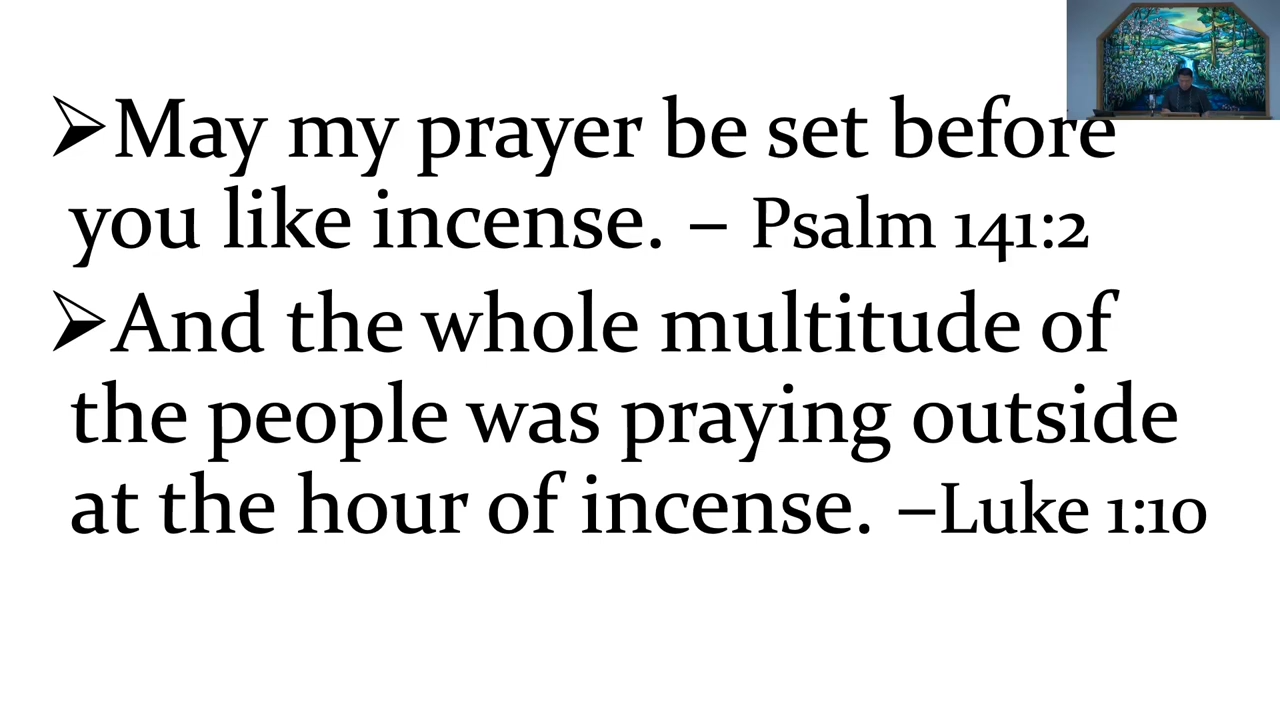 ➢May my prayer be set before
you like incense. – Psalm 141:2
➢And the whole multitude of
the people was praying outside
at the hour of incense. –Luke 1:10